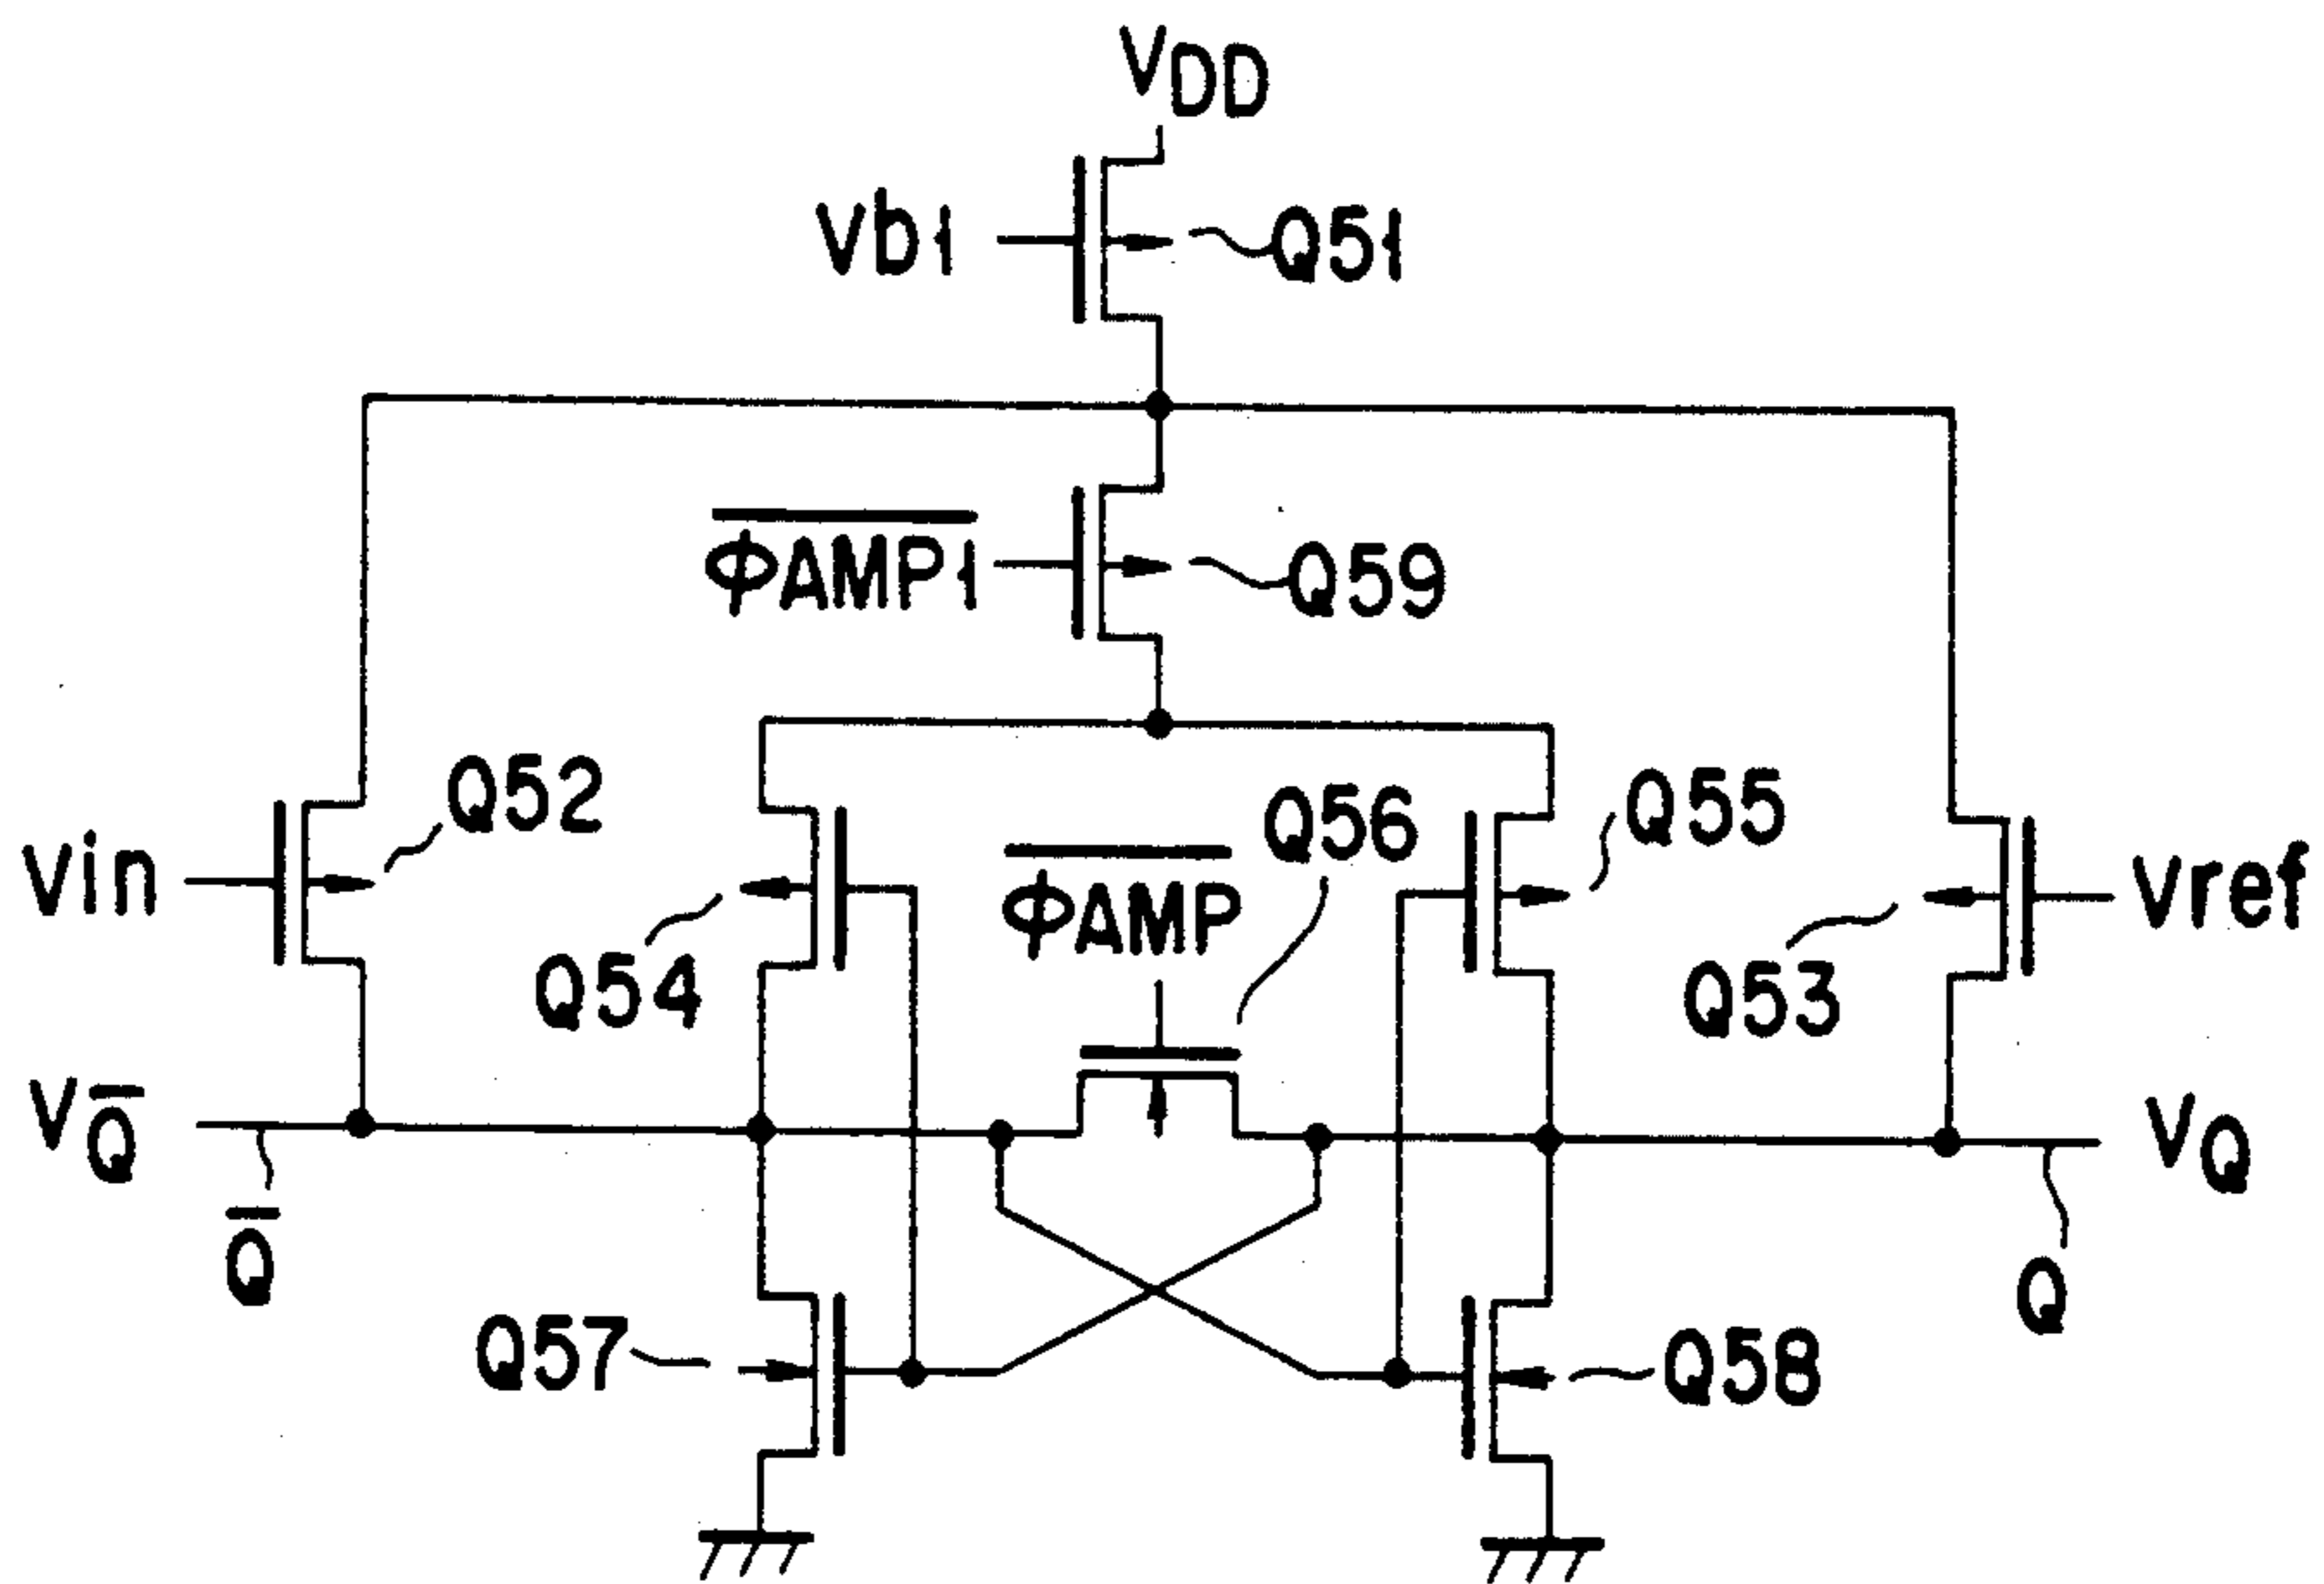 VDD
Vb1
Q51
φAMP1
Q59
Q52
Q56
Q55
Vin
φAMP
Vref
Q54
Q53
VQ̅
VQ
Q̅
Q
Q57
Q58